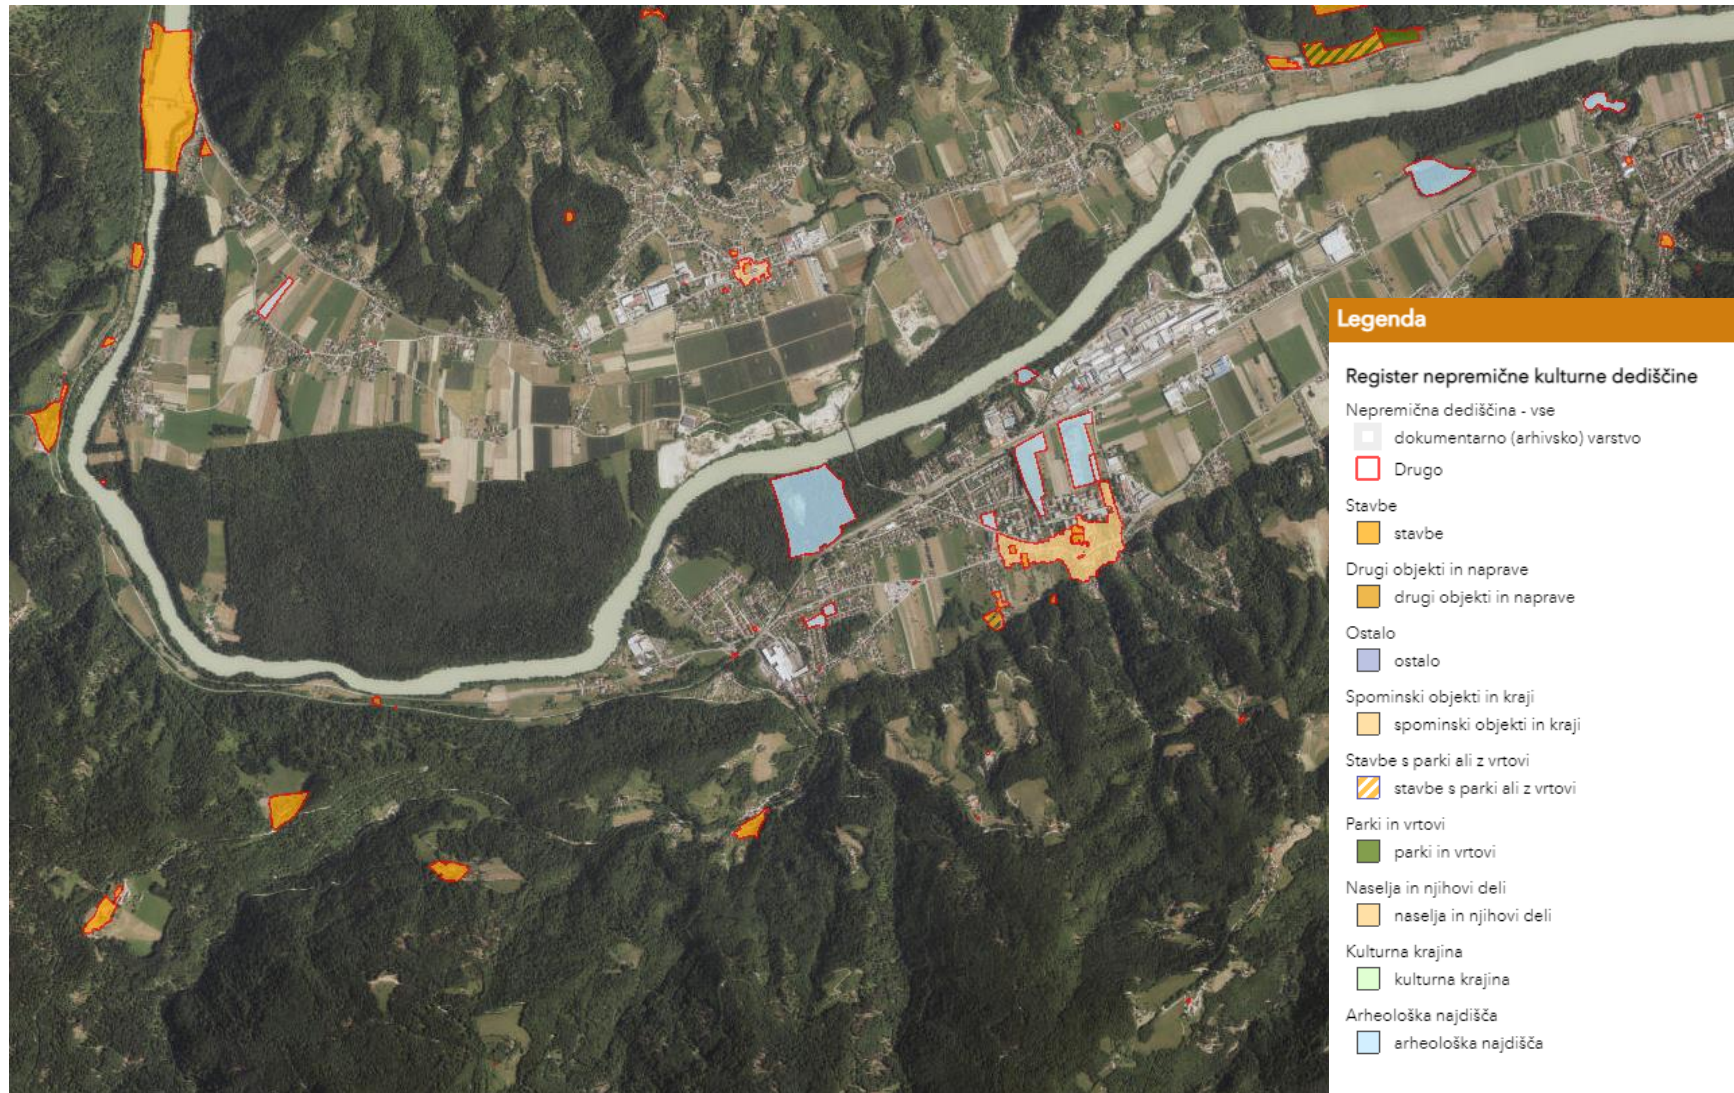 Legenda
Register nepremične kulturne dediščine
Nepremična dediščina - vse
dokumentarno (arhivsko) varstvo
Drugo
Stavbe
stavbe
Drugi objekti in naprave
drugi objekti in naprave
Ostalo
ostalo
Spominski objekti in kraji
spominski objekti in kraji
Stavbe s parki ali z vrtovi
stavbe s parki ali z vrtovi
Parki in vrtovi
parki in vrtovi
Naselja in njihovi deli
naselja in njihovi deli
Kulturna krajina
kulturna krajina
Arheološka najdišča
arheološka najdišča